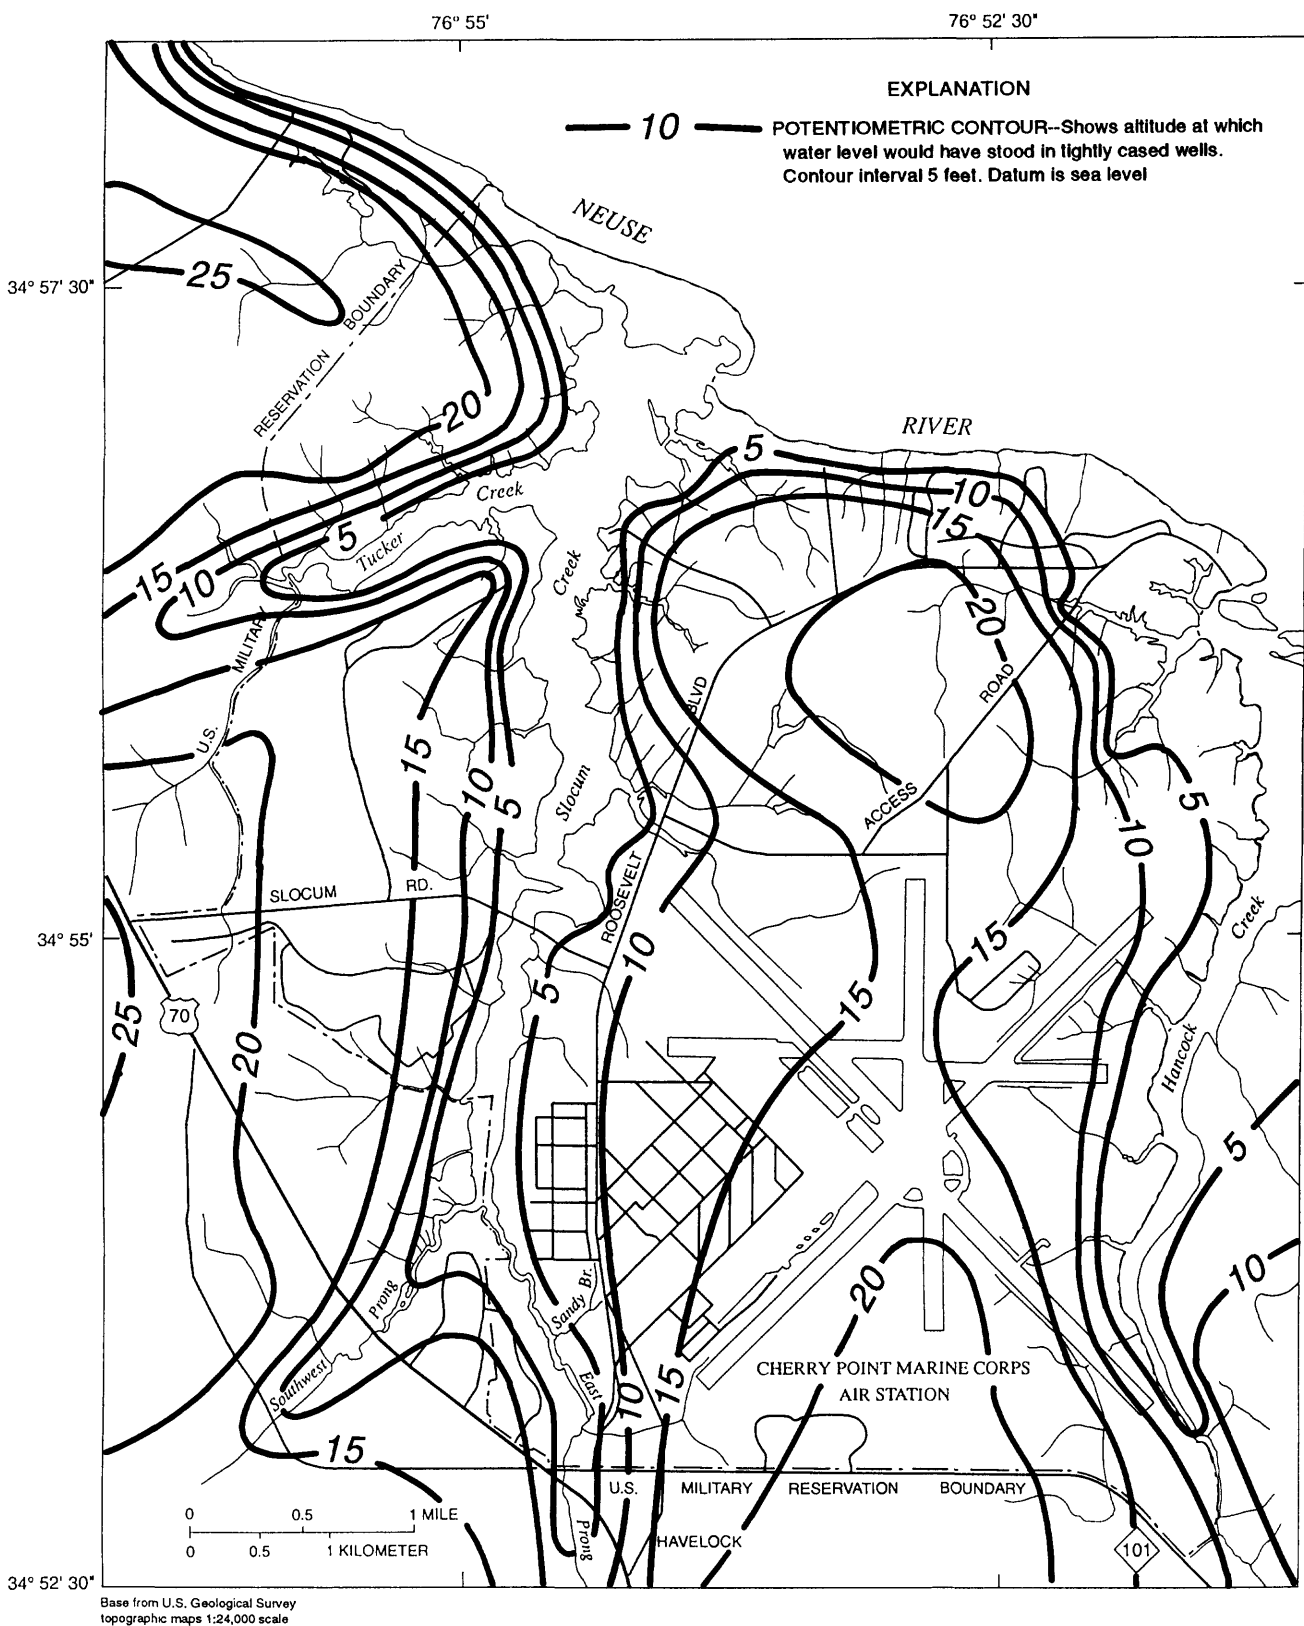 76° 55'
76° 52' 30"
EXPLANATION
10
POTENTIOMETRIC CONTOUR--Shows altitude at which
water level would have stood in tightly cased wells.
Contour interval 5 feet. Datum is sea level
NEUSE
34° 57' 30"
25
RESERVATION BOUNDARY
20
RIVER
5
Creek
10
15
5
Tucker
15
10
Creek
20
MILITARY
ROAD
BLVD
U.S.
15
10
5
Slocum
ACCESS
5
10
SLOCUM RD.
ROOSEVELT
Creek
34° 55'
15
10
5
15
25
70
20
Hancock
5
10
20
Prong
Sandy Br.
CHERRY POINT MARINE CORPS
AIR STATION
Southwest
East
10
15
15
U.S. MILITARY RESERVATION BOUNDARY
0 0.5 1 MILE
0 0.5 1 KILOMETER
Prong
HAVELOCK
101
34° 52' 30"
Base from U.S. Geological Survey
topographic maps 1:24,000 scale